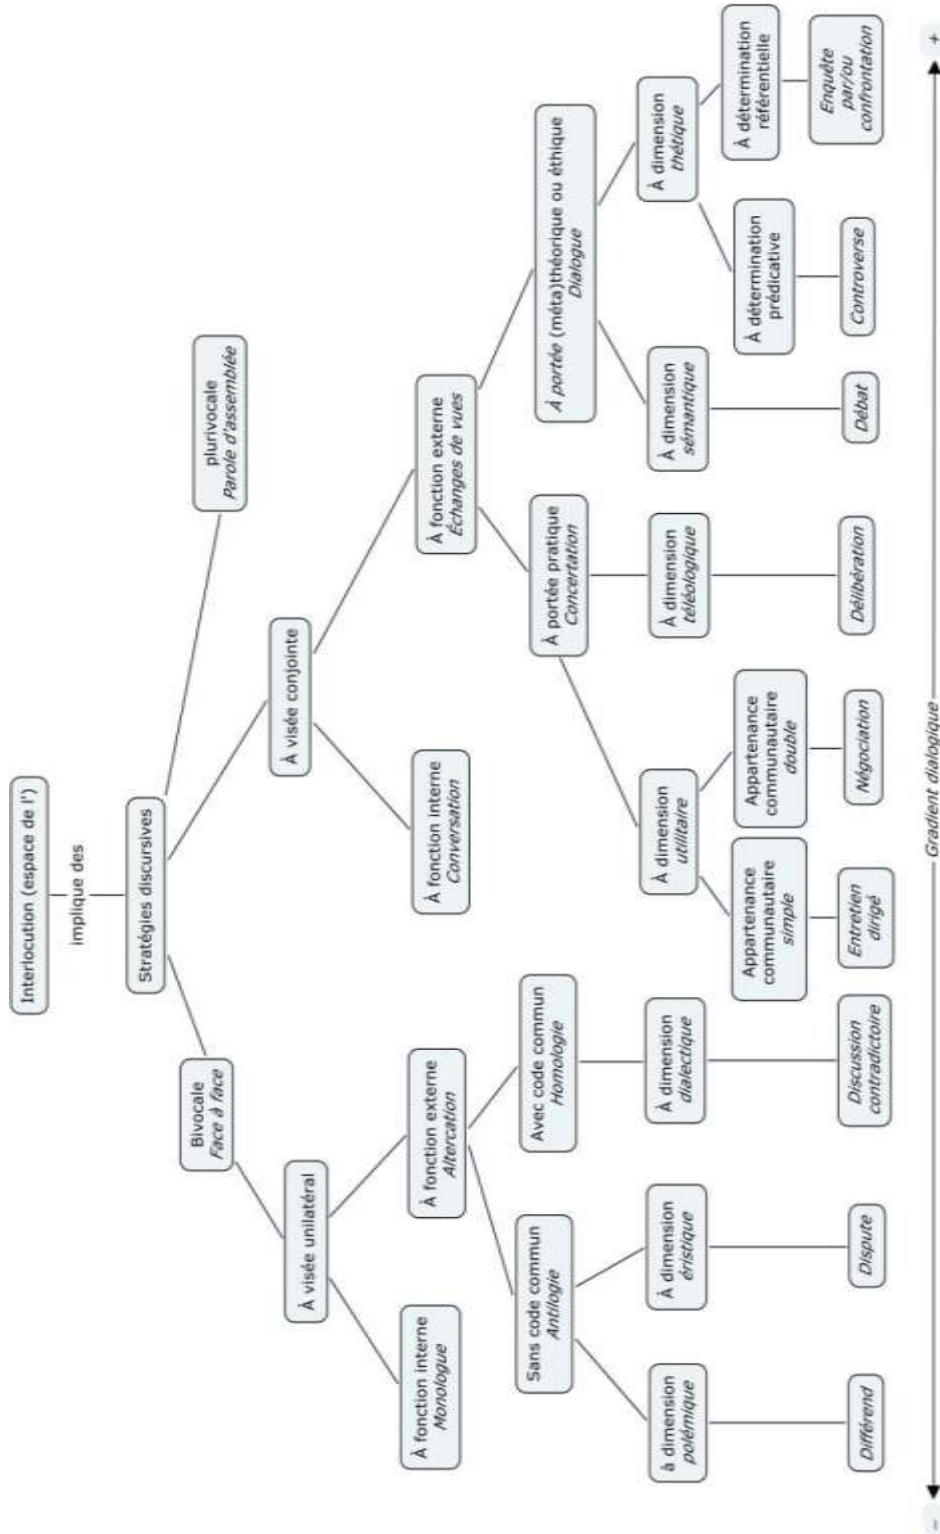 Interlocution (espace de l')
implique des
Stratégies discursives
Bivocale
Face à face
plurivocale
Parole d'assemblée
À visée unilatéral
À visée conjointe
À fonction interne
Monologue
À fonction externe
Altercation
À fonction interne
Conversation
À fonction externe
Échanges de vues
Sans code commun
Antilogie
Avec code commun
Homologie
À portée pratique
Concertation
À portée (méta)théorique ou éthique
Dialogue
à dimension
polémique
À dimension
éristique
À dimension
dialectique
À dimension
utilitaire
À dimension
téléologique
À dimension
sémantique
À dimension
thétique
Appartenance
communautaire
simple
Appartenance
communautaire
double
À détermination
prédicative
À détermination
référentielle
Différend
Dispute
Discussion
contradictoire
Entretien
dirigé
Négociation
Délibération
Débat
Controverse
Enquête
par/ou
confrontation
-
Gradient dialogique
+